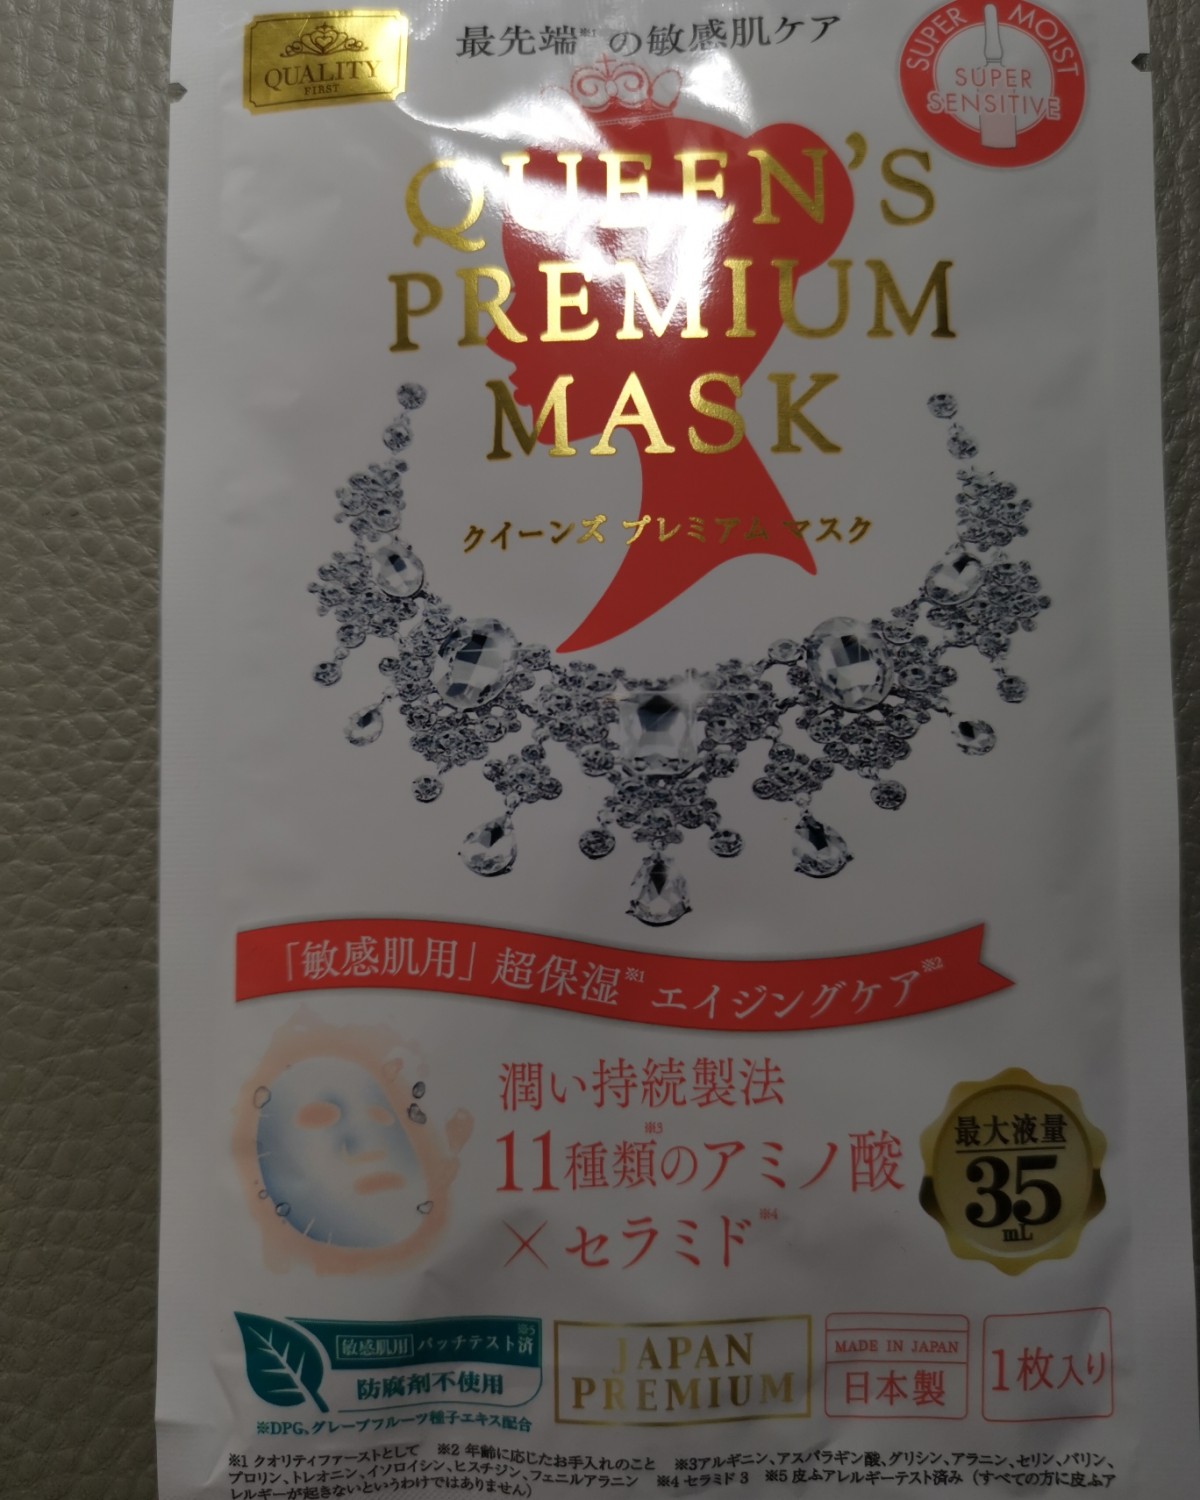 QUALITY
FIRST
最先端※1の敏感肌ケア
SUPER MOIST
SUPER
SENSITIVE
QUEEN'S
PREMIUM
MASK
クイーンズ プレミアム マスク
「敏感肌用」超保湿※1エイジングケア※2
潤い持続製法
11種類※3のアミノ酸
×セラミド※4
最大液量
35
mL
敏感肌用 パッチテスト済※5
防腐剤不使用
※DPG、グレープフルーツ種子エキス配合
JAPAN
PREMIUM
MADE IN JAPAN
日本製
1枚入り
※1 クオリティファーストとして ※2 年齢に応じたお手入れのこと ※3アルギニン、アスパラギン酸、グリシン、アラニン、セリン、バリン、
プロリン、トレオニン、イソロイシン、ヒスチジン、フェニルアラニン ※4 セラミド3 ※5 皮ふアレルギーテスト済み（すべての方に皮ふア
レルギーが起きないというわけではありません）